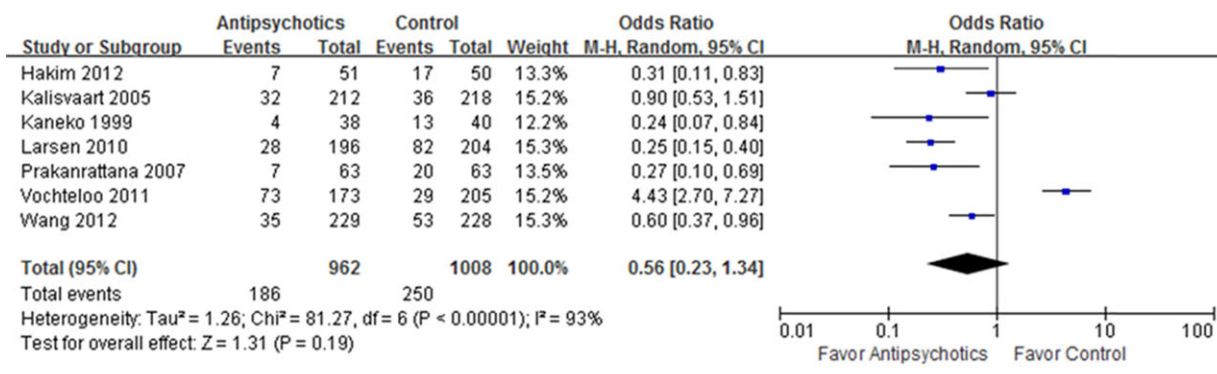 Antipsychotics Control Odds Ratio Odds Ratio
Study or Subgroup Events Total Events Total Weight M-H, Random, 95% CI M-H, Random, 95% CI
Hakim 2012 7 51 17 50 13.3% 0.31 [0.11, 0.83]
Kalisvaart 2005 32 212 36 218 15.2% 0.90 [0.53, 1.51]
Kaneko 1999 4 38 13 40 12.2% 0.24 [0.07, 0.84]
Larsen 2010 28 196 82 204 15.3% 0.25 [0.15, 0.40]
Prakanrattana 2007 7 63 20 63 13.5% 0.27 [0.10, 0.69]
Vochteloo 2011 73 173 29 205 15.2% 4.43 [2.70, 7.27]
Wang 2012 35 229 53 228 15.3% 0.60 [0.37, 0.96]
Total (95% CI) 962 1008 100.0% 0.56 [0.23, 1.34]
Total events 186 250
Heterogeneity: Tau² = 1.26; Chi² = 81.27, df = 6 (P < 0.00001); I² = 93%
Test for overall effect: Z = 1.31 (P = 0.19)
0.01 0.1 1 10 100
Favor Antipsychotics Favor Control